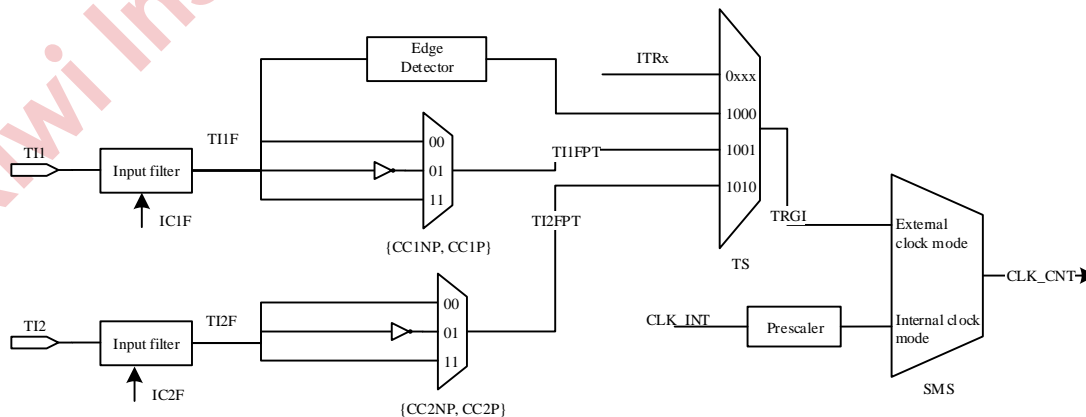 Edge
Detector
ITRx
0xxx
1000
1001
1010
TI1
Input filter
TI1F
00
01
11
TI1FPT
IC1F
{CC1NP, CC1P}
TI2FPT
TS
TRGI
External
clock mode
CLK_CNT
Internal clock
mode
SMS
CLK_INT
Prescaler
TI2
Input filter
TI2F
00
01
11
IC2F
{CC2NP, CC2P}